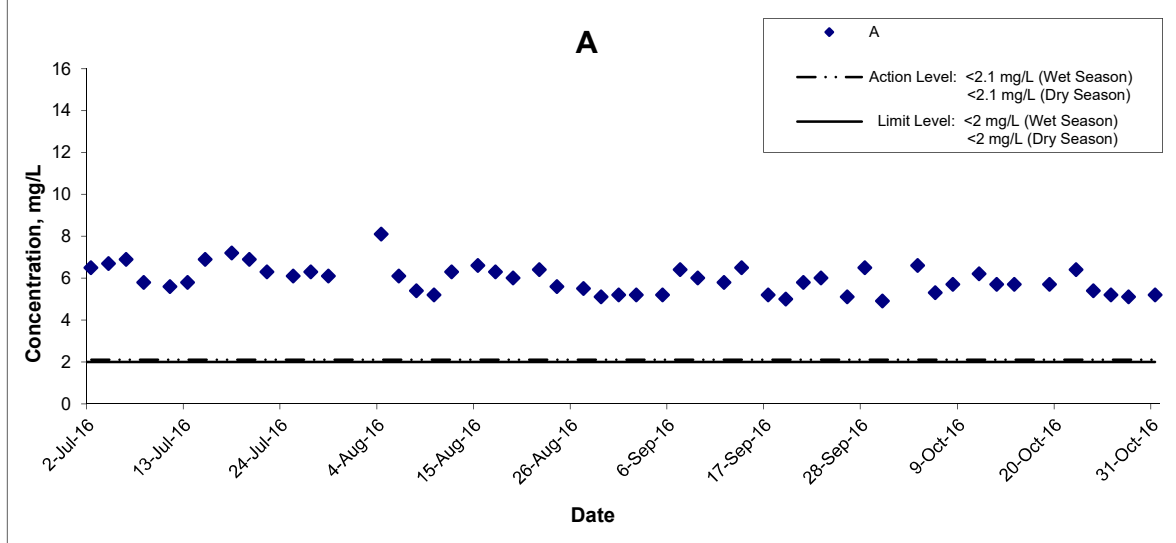 A
A
Action Level: <2.1 mg/L (Wet Season)
<2.1 mg/L (Dry Season)
Limit Level: <2 mg/L (Wet Season)
<2 mg/L (Dry Season)
Concentration, mg/L
16
14
12
10
8
6
4
2
0
2-Jul-16
13-Jul-16
24-Jul-16
4-Aug-16
15-Aug-16
26-Aug-16
6-Sep-16
17-Sep-16
28-Sep-16
9-Oct-16
20-Oct-16
31-Oct-16
Date